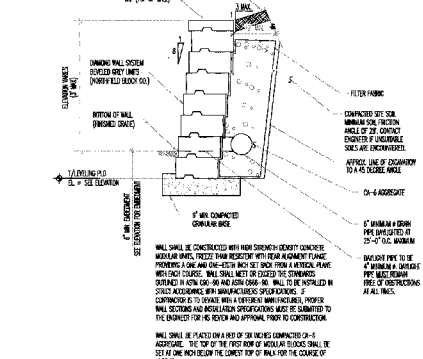 3 MAX.
DIAMOND WALL SYSTEM
BEVELED GREY UNITS
(NORTHFIELD BLOCK CO.)
ELEVATION VARIES
(3' MAX)
BOTTOM OF WALL
(FINISHED GRADE)
T/LEVELING PAD
EL = SEE ELEVATION
6" MIN. EMBEDMENT
SEE ELEVATION FOR EMBEDMENT
6" MIN. COMPACTED
GRANULAR BASE
FILTER FABRIC
COMPACTED SITE SOIL
MINIMUM SOIL FRICTION
ANGLE OF 28'. CONTACT
ENGINEER IF UNSUITABLE
SOILS ARE ENCOUNTERED.
APPROX. LINE OF EXCAVATION
TO A 45 DEGREE ANGLE
CA-6 AGGREGATE
6" MINIMUM ø DRAIN
PIPE DAYLIGHTED AT
25'-0" O.C. MAXIMUM
DAYLIGHT PIPE TO BE
4" MINIMUM ø. DAYLIGHT
PIPE MUST REMAIN
FREE OF OBSTRUCTIONS
AT ALL TIMES.
WALL SHALL BE CONSTRUCTED WITH HIGH STRENGTH DENSITY CONCRETE
MODULAR UNITS, FREEZE THAW RESISTENT WITH REAR ALIGNMENT FLANGE
PROVIDING A ONE AND ONE-FIFTH INCH SET BACK FROM A VERTICAL PLANE
WITH EACH COURSE. WALL SHALL MEET OR EXCEED THE STANDARDS
OUTLINED IN ASTM C90-90 AND ASTM C666-90. WALL TO BE INSTALLED IN
STRICT ACCORDANCE WITH MANUFACTURERS SPECIFICATIONS. IF
CONTRACTOR IS TO DEVIATE WITH A DIFFERENT MANUFACTURER, PROPER
WALL SECTIONS AND INSTALLATION SPECIFICATIONS MUST BE SUBMITTED TO
THE ENGINEER FOR HIS REVIEW AND APPROVAL PRIOR TO CONSTRUCTION.
WALL SHALL BE PLACED ON A BED OF SIX INCHES COMPACTED CA-6
AGGREGATE. THE TOP OF THE FIRST ROW OF MODULAR BLOCKS SHALL BE
SET AT ONE INCH BELOW THE LOWEST TOP OF WALK FOR THE COURSE OF